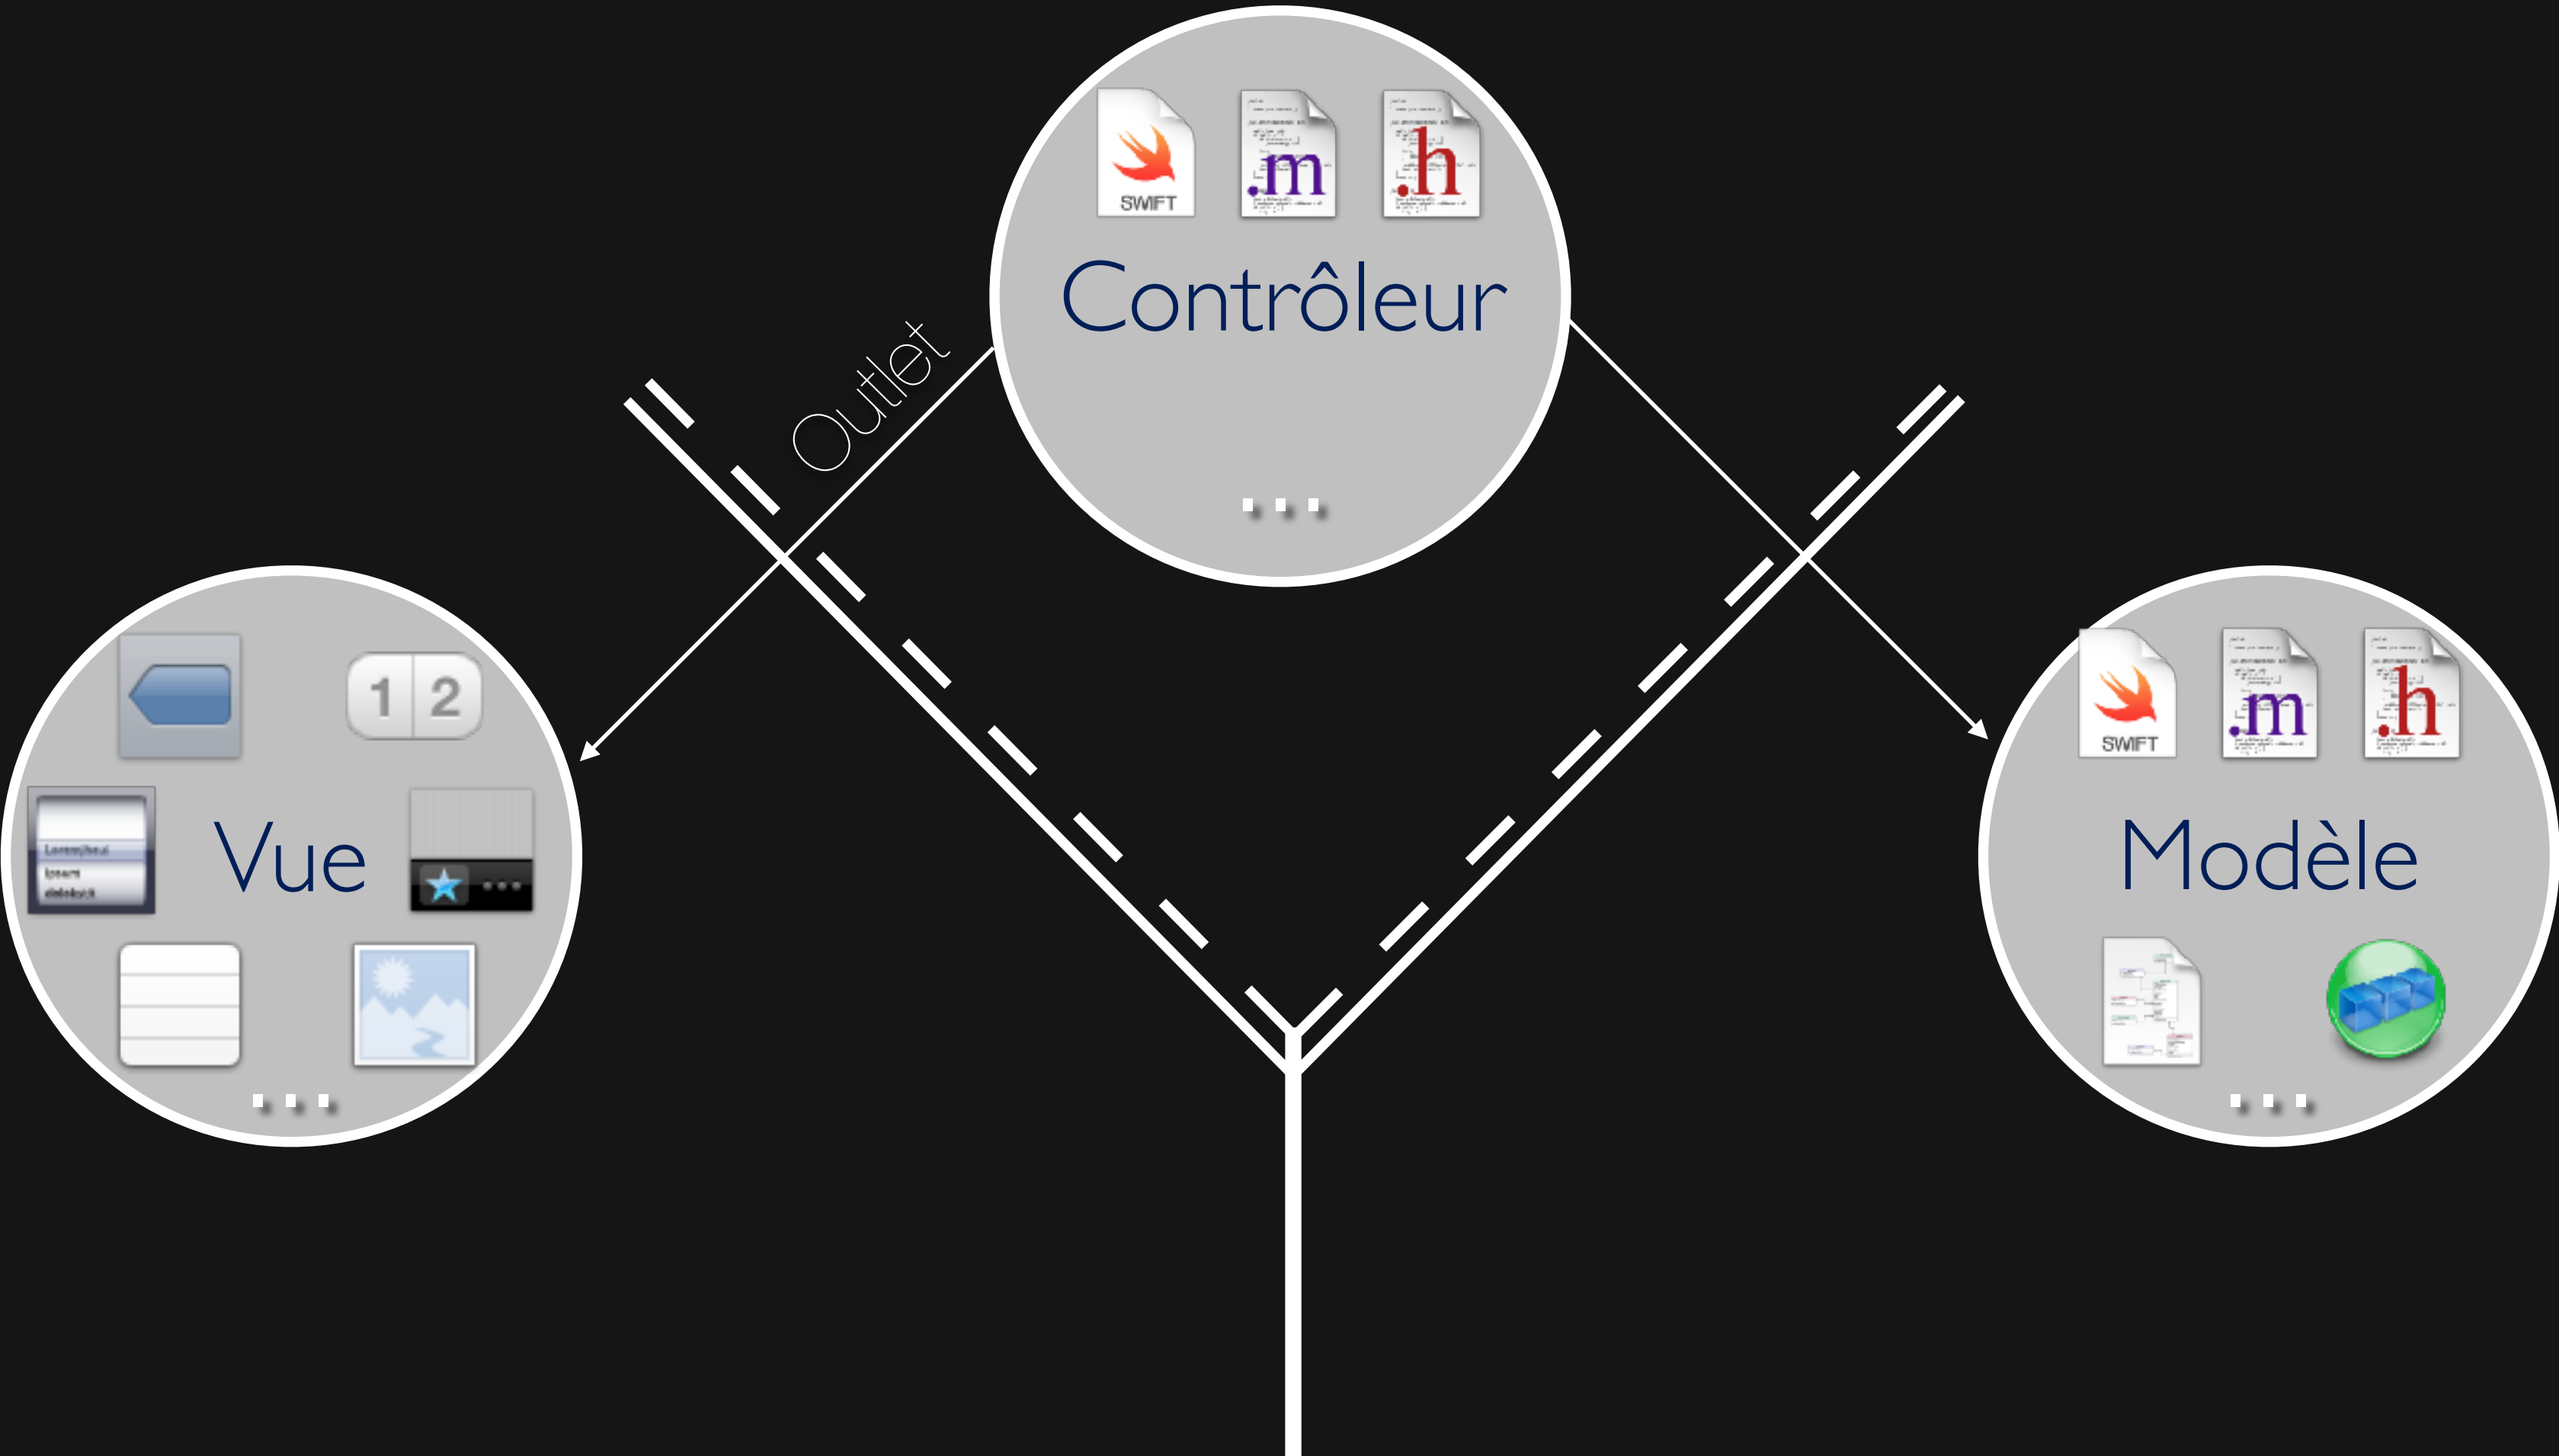 SWIFT .m .h
Contrôleur
...
Outlet
1 2
Vue
...
SWIFT .m .h
Modèle
...